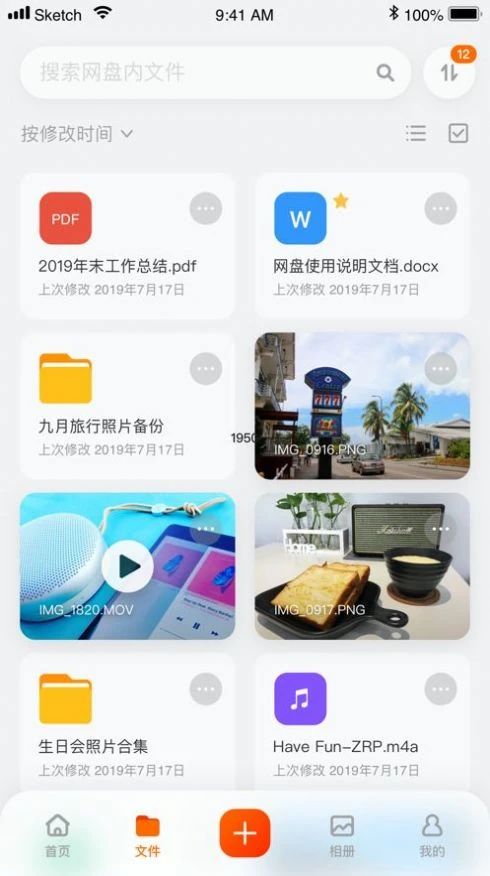 Sketch
9:41 AM
100%
搜索网盘内文件
12
按修改时间
PDF
W
2019年末工作总结.pdf
网盘使用说明文档.docx
上次修改 2019年7月17日
上次修改 2019年7月17日
九月旅行照片备份
上次修改 2019年7月17日
777
1950
IMG_0916.PNG
home
Marshall
IMG_1820.MOV
IMG_0917.PNG
生日会照片合集
Have Fun-ZRP.m4a
上次修改 2019年7月17日
上次修改 2019年7月17日
首页
文件
相册
我的